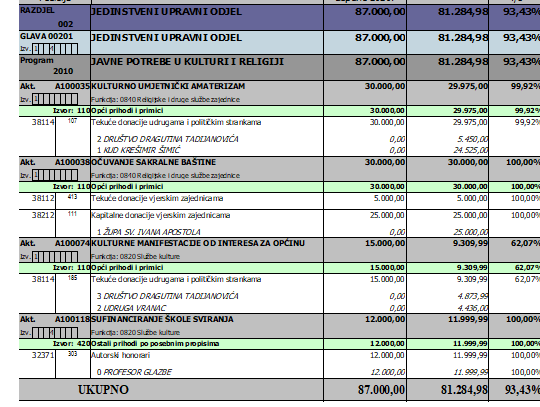 RAZDJEL 002 JEDINSTVENI UPRAVNI ODJEL 87.000,00 81.284,98 93,43%
GLAVA 00201 JEDINSTVENI UPRAVNI ODJEL 87.000,00 81.284,98 93,43%
Izv. 1 4
Program 2010 JAVNE POTREBE U KULTURI I RELIGIJI 87.000,00 81.284,98 93,43%
Akt. A100035 KULTURNO UMJETNIČKI AMATERIZAM 30.000,00 29.975,00 99,92%
Izv. 1 Funkcija: 0840 Religijske i druge službe zajednice
Izvor: 110 Opći prihodi i primici 30.000,00 29.975,00 99,92%
38114 107 Tekuće donacije udrugama i političkim strankama 30.000,00 29.975,00 99,92%
2 DRUŠTVO DRAGUTINA TADIJANOVIĆA 0,00 5.450,00
1 KUD KREŠIMIR ŠIMIĆ 0,00 24.525,00
Akt. A100038 OČUVANJE SAKRALNE BAŠTINE 30.000,00 30.000,00 100,00%
Izv. 1 Funkcija: 0840 Religijske i druge službe zajednice
Izvor: 110 Opći prihodi i primici 30.000,00 30.000,00 100,00%
38112 413 Tekuće donacije vjerskim zajednicama 5.000,00 5.000,00 100,00%
38212 111 Kapitalne donacije vjerskim zajednicama 25.000,00 25.000,00 100,00%
1 ŽUPA SV. IVANA APOSTOLA 0,00 25.000,00
Akt. A100074 KULTURNE MANIFESTACIJE OD INTERESA ZA OPĆINU 15.000,00 9.309,99 62,07%
Izv. 4 Funkcija: 0820 Službe kulture
Izvor: 110 Opći prihodi i primici 15.000,00 9.309,99 62,07%
38114 185 Tekuće donacije udrugama i političkim strankama 15.000,00 9.309,99 62,07%
3 DRUŠTVO DRAGUTINA TADIJANOVIĆA 0,00 4.873,99
2 UDRUGA VRANAC 0,00 4.436,00
Akt. A100118 SUFINANCIRANJE ŠKOLE SVIRANJA 12.000,00 11.999,99 100,00%
Izv. 4 Funkcija: 0820 Službe kulture
Izvor: 420 Ostali prihodi po posebnim propisima 12.000,00 11.999,99 100,00%
32371 303 Autorski honorari 12.000,00 11.999,99 100,00%
0 PROFESOR GLAZBE 12.000,00 11.999,99 100,00%
UKUPNO 87.000,00 81.284,98 93,43%